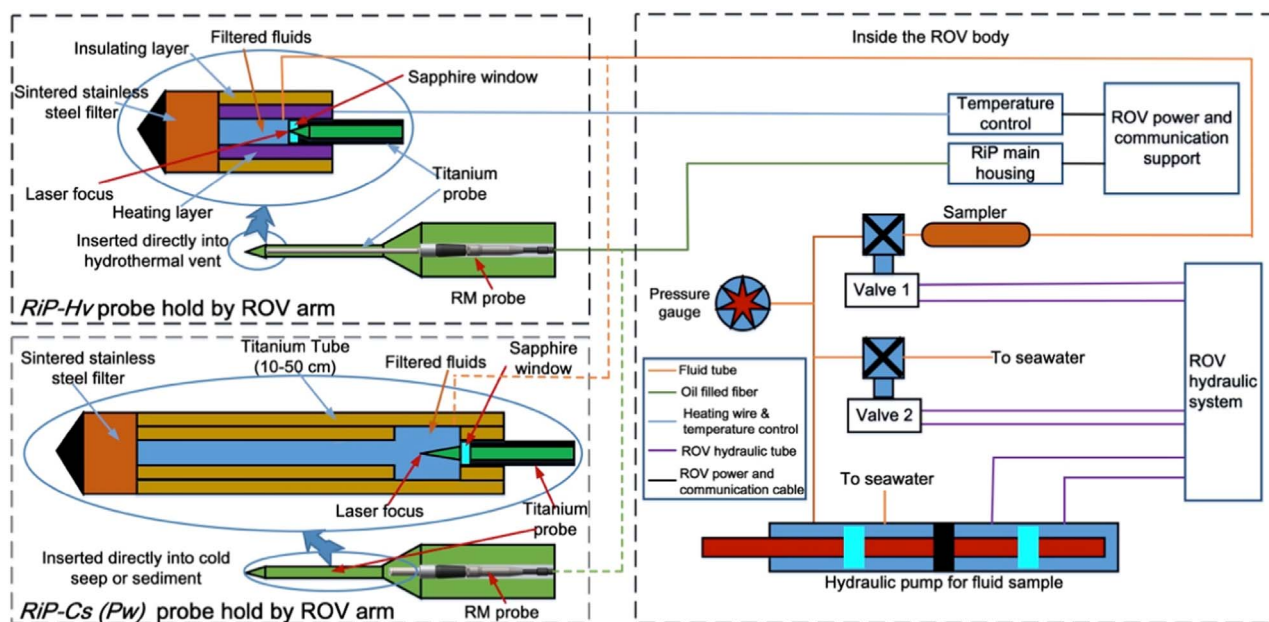 Insulating layer
Filtered fluids
Sapphire window
Sintered stainless
steel filter
Laser focus
Heating layer
Titanium
probe
Inserted directly into
hydrothermal vent
RM probe
RiP-Hv probe hold by ROV arm
Sintered stainless
steel filter
Titanium Tube
(10-50 cm)
Filtered fluids
Sapphire
window
Laser focus
Titanium
probe
Inserted directly into cold
seep or sediment
RM probe
RiP-Cs (Pw) probe hold by ROV arm
Inside the ROV body
Temperature
control
RiP main
housing
ROV power and
communication
support
Sampler
Valve 1
Pressure
gauge
To seawater
Valve 2
ROV
hydraulic
system
Fluid tube
Oil filled fiber
Heating wire &
temperature control
ROV hydraulic tube
ROV power and
communication cable
To seawater
Hydraulic pump for fluid sample